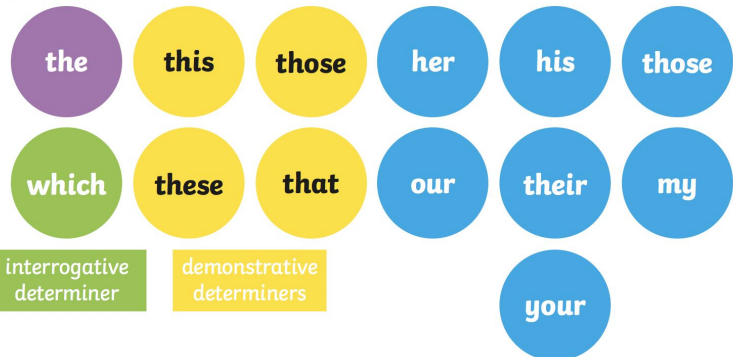 the this those her his those
which these that our their my
interrogative
determiner
demonstrative
determiners
your